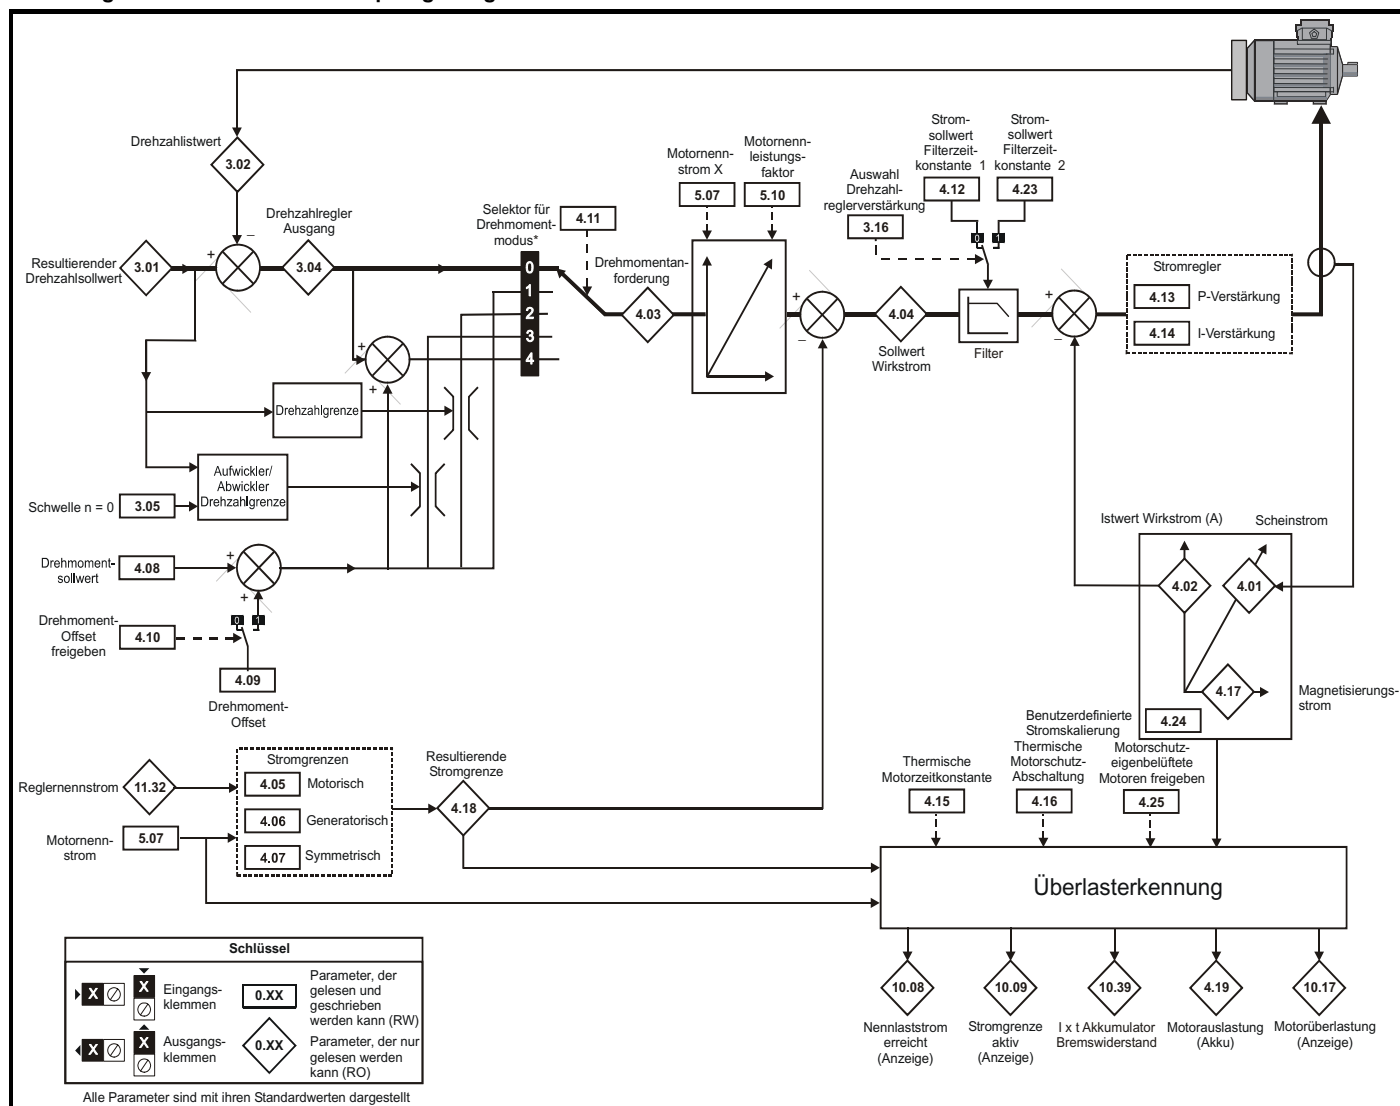 Drehzahlistwert
3.02
Resultierender
Drehzahlsollwert
3.01
+
−
Drehzahlregler
Ausgang
3.04
Selektor für
Drehmoment-
modus*
4.11
0
1
2
3
4
Drehmomentan-
forderung
4.03
Motornenn-
strom X
5.07
Motornenn-
leistungs-
faktor
5.10
Auswahl
Drehzahl-
reglerverstärkung
3.16
Strom-
sollwert
Filterzeit-
konstante 1
4.12
Strom-
sollwert
Filterzeit-
konstante 2
4.23
0
1
+
−
4.04
Sollwert
Wirkstrom
Filter
+
−
Stromregler
4.13
P-Verstärkung
4.14
I-Verstärkung
+
+
Drehzahlgrenze
Aufwickler/
Abwickler
Drehzahlgrenze
Schwelle n = 0
3.05
Drehmoment-
sollwert
4.08
+
+
0
1
Drehmoment-
Offset
freigeben
4.10
4.09
Drehmoment-
Offset
Istwert Wirkstrom (A)
Scheinstrom
4.02
4.01
4.17
Magnetisierungs-
strom
4.24
Benutzerdefinierte
Stromskalierung
Reglernennstrom
11.32
Motornenn-
strom
5.07
Stromgrenzen
4.05
Motorisch
4.06
Generatorisch
4.07
Symmetrisch
Resultierende
Stromgrenze
4.18
Thermische
Motorzeitkonstante
4.15
Thermische
Motorschutz-
Abschaltung
4.16
Motorschutz-
eigenbelüftete
Motoren freigeben
4.25
Überlasterkennung
10.08
Nennlaststrom
erreicht
(Anzeige)
10.09
Stromgrenze
aktiv
(Anzeige)
10.39
I x t Akkumulator
Bremswiderstand
4.19
Motorauslastung
(Akku)
10.17
Motorüberlastung
(Anzeige)
Schlüssel
X
X
Eingangs-
klemmen
0.XX
Parameter, der
gelesen und
geschrieben
werden kann (RW)
X
X
Ausgangs-
klemmen
0.XX
Parameter, der nur
gelesen werden
kann (RO)
Alle Parameter sind mit ihren Standardwerten dargestellt